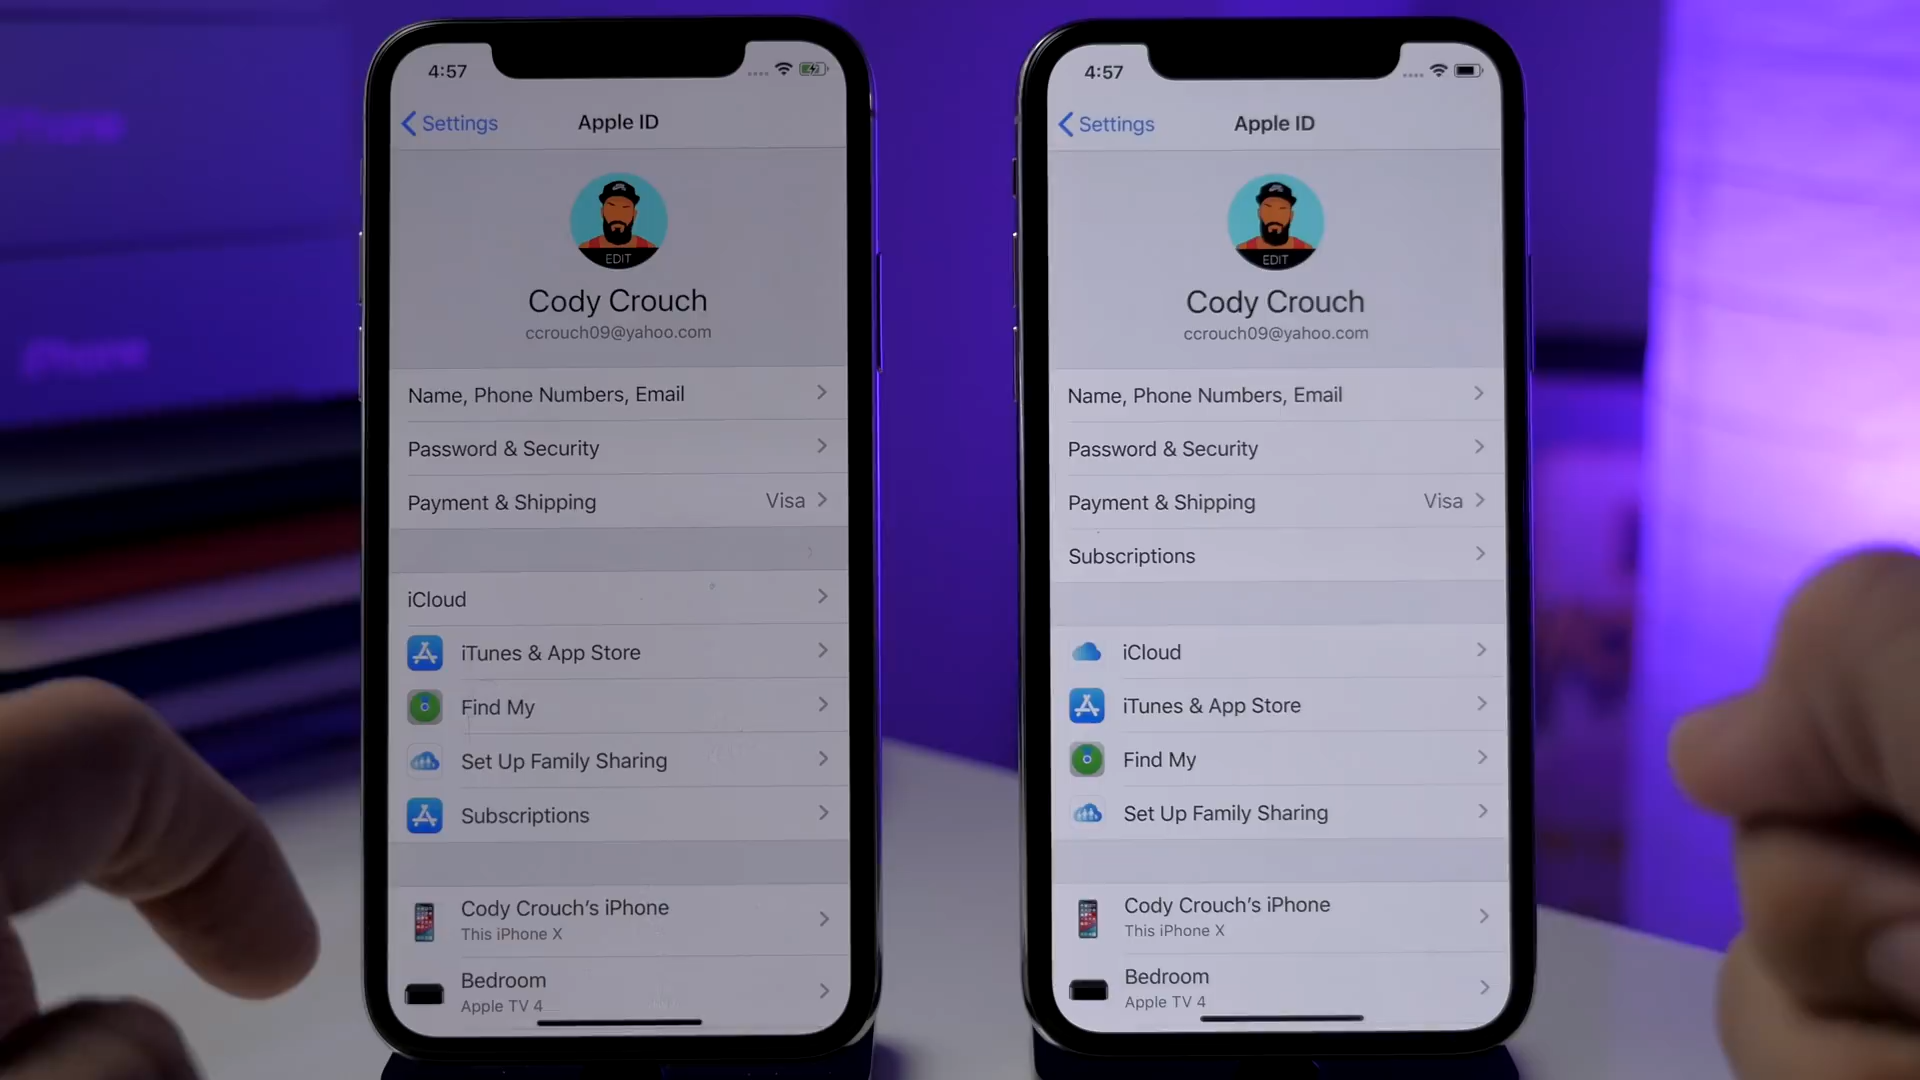 4:57
Settings
Apple ID
EDIT
Cody Crouch
ccrouch09@yahoo.com
Name, Phone Numbers, Email
Password & Security
Payment & Shipping Visa
iCloud
iTunes & App Store
Find My
Set Up Family Sharing
Subscriptions
Cody Crouch's iPhone
This iPhone X
Bedroom
Apple TV 4
4:57
Settings
Apple ID
EDIT
Cody Crouch
ccrouch09@yahoo.com
Name, Phone Numbers, Email
Password & Security
Payment & Shipping Visa
Subscriptions
iCloud
iTunes & App Store
Find My
Set Up Family Sharing
Cody Crouch's iPhone
This iPhone X
Bedroom
Apple TV 4
iPhone